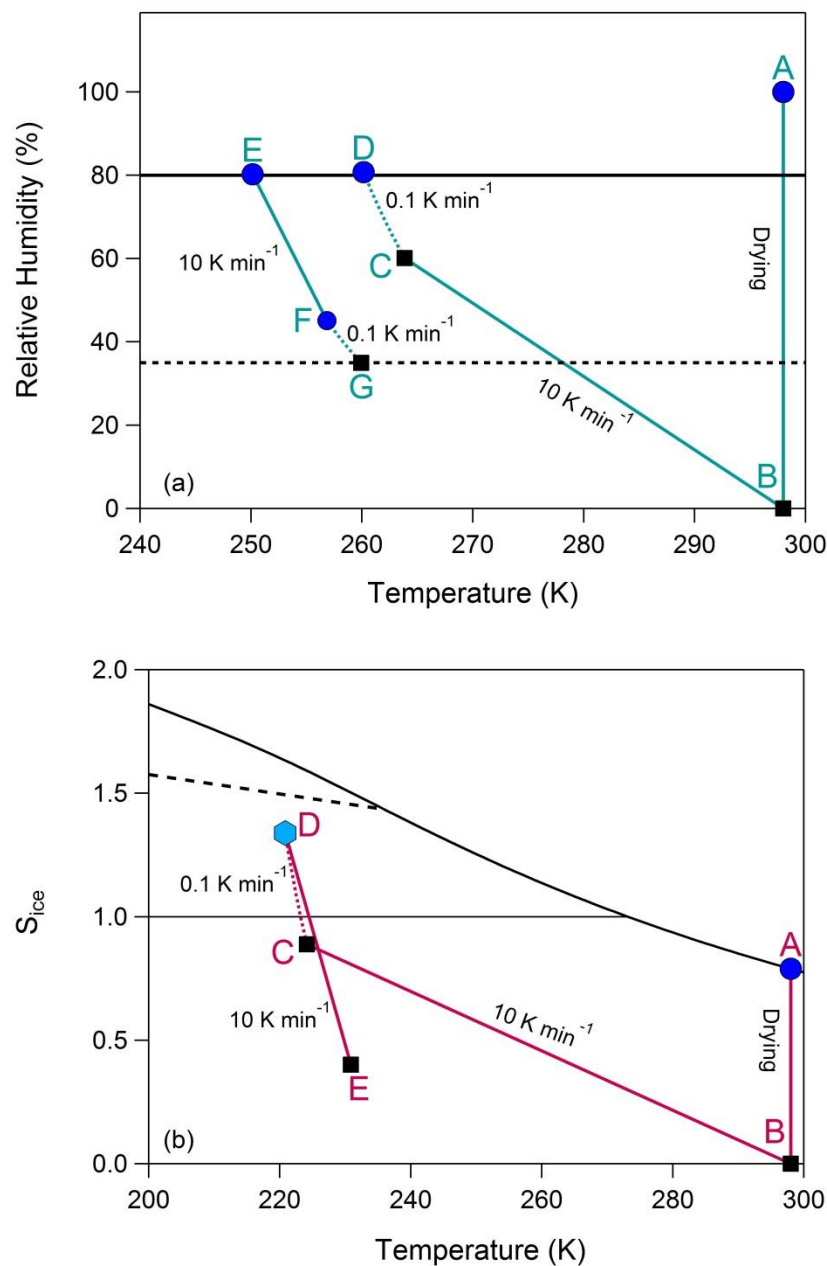 A
100
E
D
80
0.1 K min⁻¹
10 K min⁻¹
C
60
Drying
Relative Humidity (%)
F
0.1 K min⁻¹
40
G
10 K min⁻¹
20
B
(a)
0
240 250 260 270 280 290 300
Temperature (K)
2.0
1.5
D
0.1 K min⁻¹
S_ice
1.0
A
C
10 K min⁻¹
10 K min⁻¹
Drying
0.5
E
B
(b)
0.0
200 220 240 260 280 300
Temperature (K)